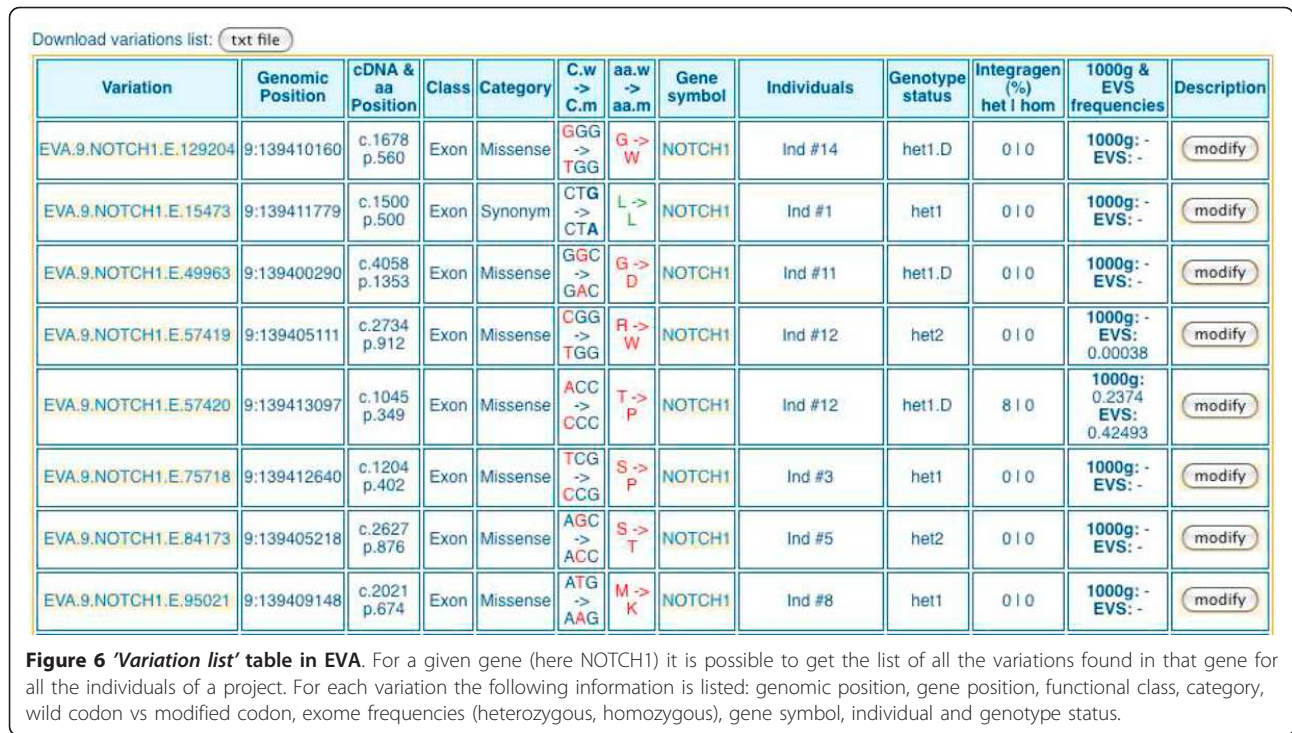 Download variations list: txt file
Variation | Genomic Position | cDNA & aa Position | Class | Category | C.w -> C.m | aa.w -> aa.m | Gene symbol | Individuals | Genotype status | Integragen (%) het I hom | 1000g & EVS frequencies | Description
EVA.9.NOTCH1.E.129204 | 9:139410160 | c.1678 p.560 | Exon | Missense | GGG -> TGG | G -> W | NOTCH1 | Ind #14 | het1.D | 0 I 0 | 1000g: - EVS: - | modify
EVA.9.NOTCH1.E.15473 | 9:139411779 | c.1500 p.500 | Exon | Synonym | CTG -> CTA | L -> L | NOTCH1 | Ind #1 | het1 | 0 I 0 | 1000g: - EVS: - | modify
EVA.9.NOTCH1.E.49963 | 9:139400290 | c.4058 p.1353 | Exon | Missense | GGC -> GAC | G -> D | NOTCH1 | Ind #11 | het1.D | 0 I 0 | 1000g: - EVS: - | modify
EVA.9.NOTCH1.E.57419 | 9:139405111 | c.2734 p.912 | Exon | Missense | CGG -> TGG | R -> W | NOTCH1 | Ind #12 | het2 | 0 I 0 | 1000g: - EVS: 0.00038 | modify
EVA.9.NOTCH1.E.57420 | 9:139413097 | c.1045 p.349 | Exon | Missense | ACC -> CCC | T -> P | NOTCH1 | Ind #12 | het1.D | 8 I 0 | 1000g: 0.2374 EVS: 0.42493 | modify
EVA.9.NOTCH1.E.75718 | 9:139412640 | c.1204 p.402 | Exon | Missense | TCG -> CCG | S -> P | NOTCH1 | Ind #3 | het1 | 0 I 0 | 1000g: - EVS: - | modify
EVA.9.NOTCH1.E.84173 | 9:139405218 | c.2627 p.876 | Exon | Missense | AGC -> ACC | S -> T | NOTCH1 | Ind #5 | het2 | 0 I 0 | 1000g: - EVS: - | modify
EVA.9.NOTCH1.E.95021 | 9:139409148 | c.2021 p.674 | Exon | Missense | ATG -> AAG | M -> K | NOTCH1 | Ind #8 | het1 | 0 I 0 | 1000g: - EVS: - | modify
Figure 6 'Variation list' table in EVA. For a given gene (here NOTCH1) it is possible to get the list of all the variations found in that gene for
all the individuals of a project. For each variation the following information is listed: genomic position, gene position, functional class, category,
wild codon vs modified codon, exome frequencies (heterozygous, homozygous), gene symbol, individual and genotype status.